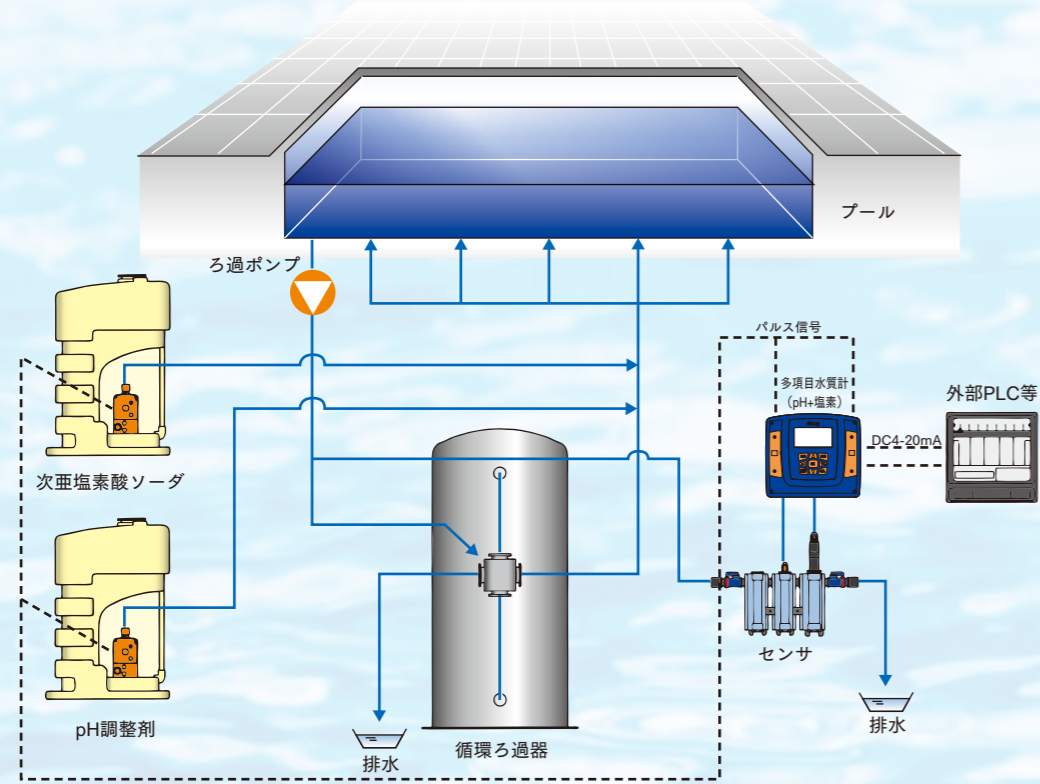 プール
ろ過ポンプ
パルス信号
多項目水質計
（pH+塩素）
外部PLC等
DC4-20mA
次亜塩素酸ソーダ
pH調整剤
センサ
循環ろ過器
排水
排水